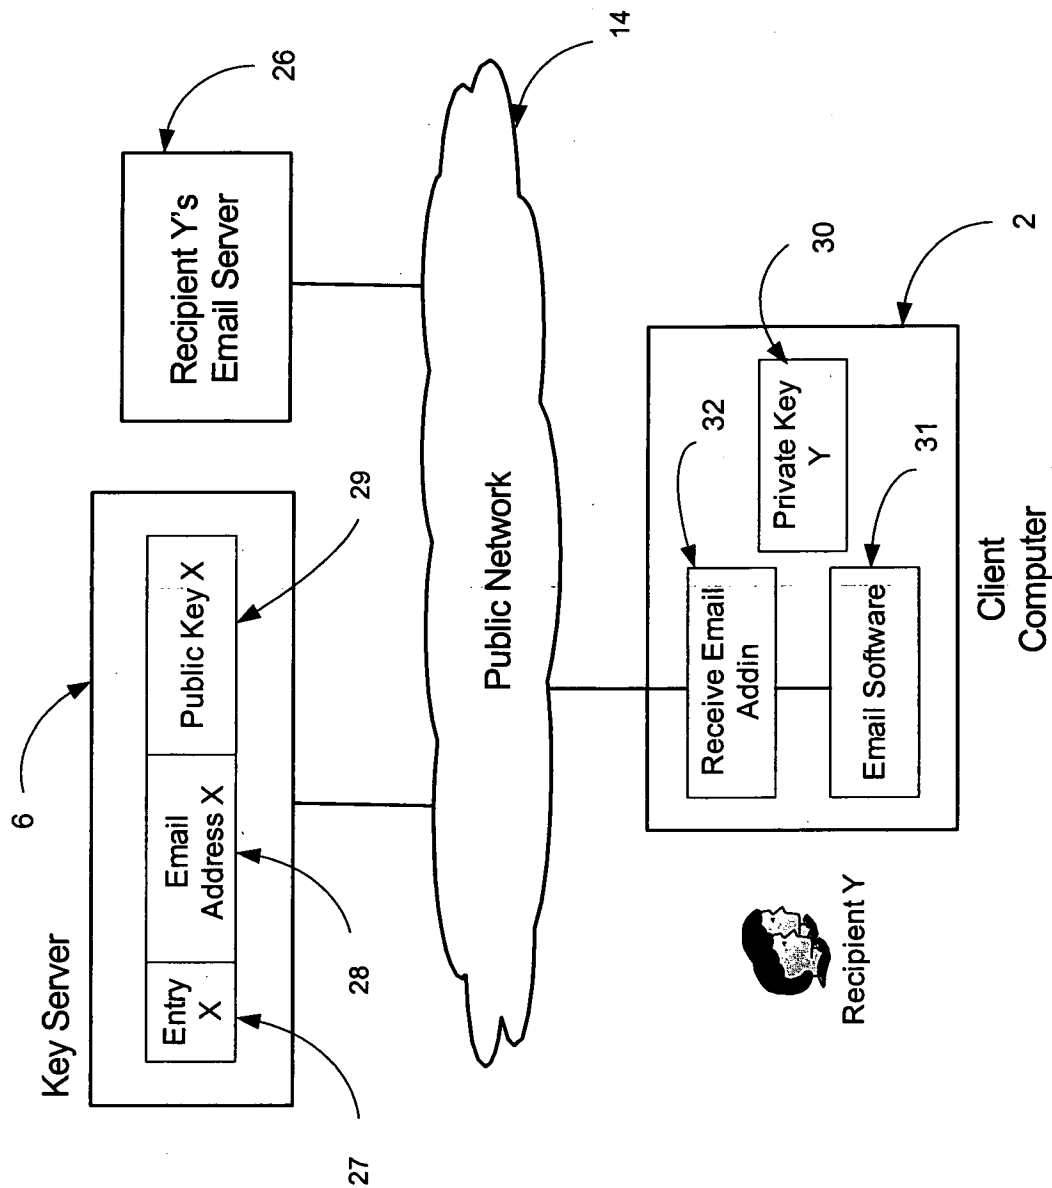 Key Server
6
Entry
X
Email
Address X
Public Key X
27
28
29
Recipient Y's
Email Server
26
Public Network
14
Recipient Y
Receive Email
Addin
32
Email Software
31
Private Key
Y
30
2
Client
Computer